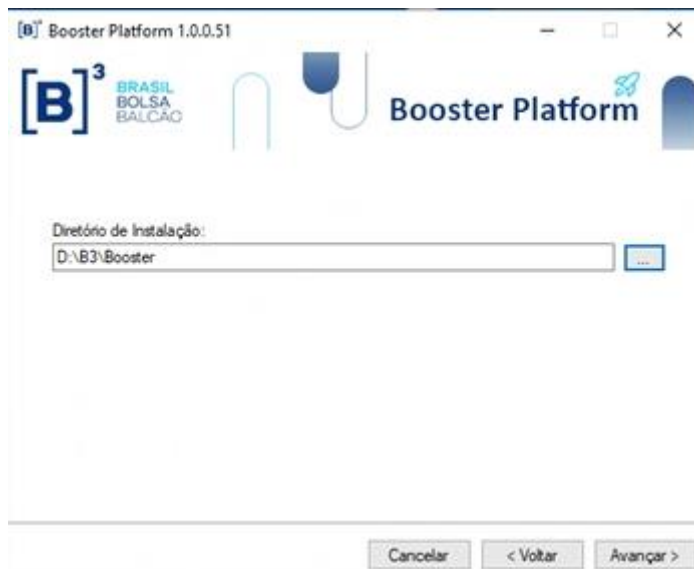 [B]³ Booster Platform 1.0.0.51
[B]³
BRASIL
BOLSA
BALCÃO
Booster Platform
Diretório de Instalação:
D:\B3\Booster
...
Cancelar
< Voltar
Avançar >